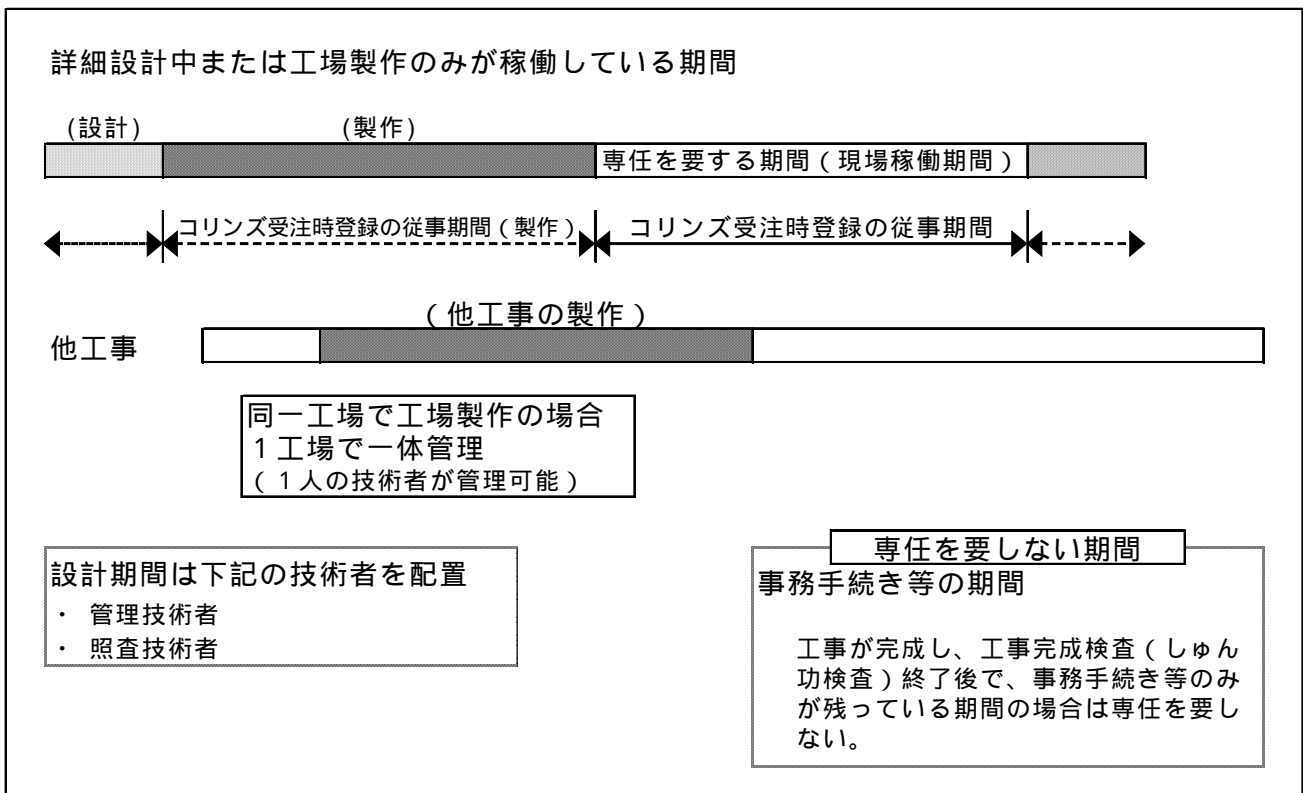 詳細設計中または工場製作のみが稼働している期間
(設計)
(製作)
専任を要する期間(現場稼働期間)
コリンズ受注時登録の従事期間(製作)
コリンズ受注時登録の従事期間
(他工事の製作)
他工事
同一工場で工場製作の場合
1工場で一体管理
(1人の技術者が管理可能)
設計期間は下記の技術者を配置
・ 管理技術者
・ 照査技術者
専任を要しない期間
事務手続き等の期間
工事が完成し、工事完成検査(しゅん
功検査)終了後で、事務手続き等のみ
が残っている期間の場合は専任を要し
ない。